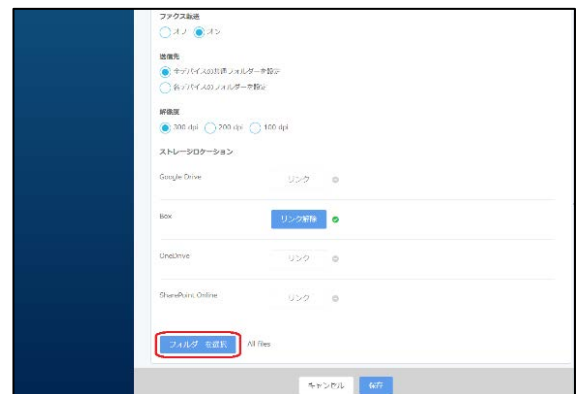 ファクス転送
オフ オン
送信先
全デバイスの共通フォルダーを設定
各デバイスのフォルダーを設定
解像度
300 dpi 200 dpi 100 dpi
ストレージロケーション
Google Drive リンク
Box リンク解除
OneDrive リンク
SharePoint Online リンク
フォルダーを選択 All Files
キャンセル 保存